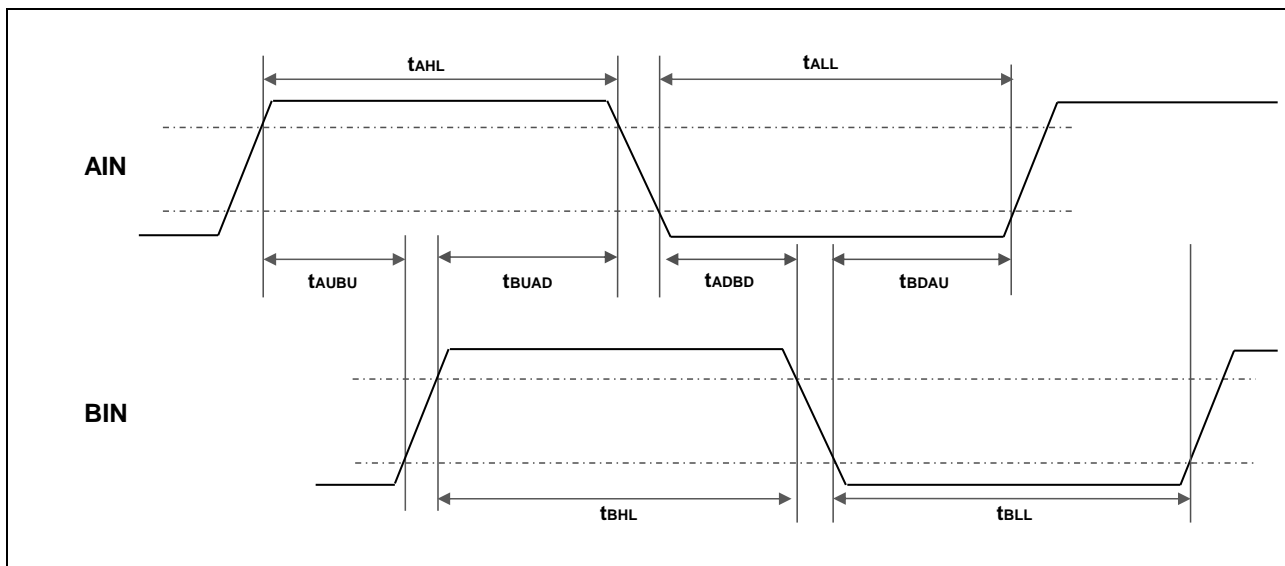 tAHL tALL
AIN
tAUBU tBUAD tADBD tBDAU
BIN
tBHL tBLL